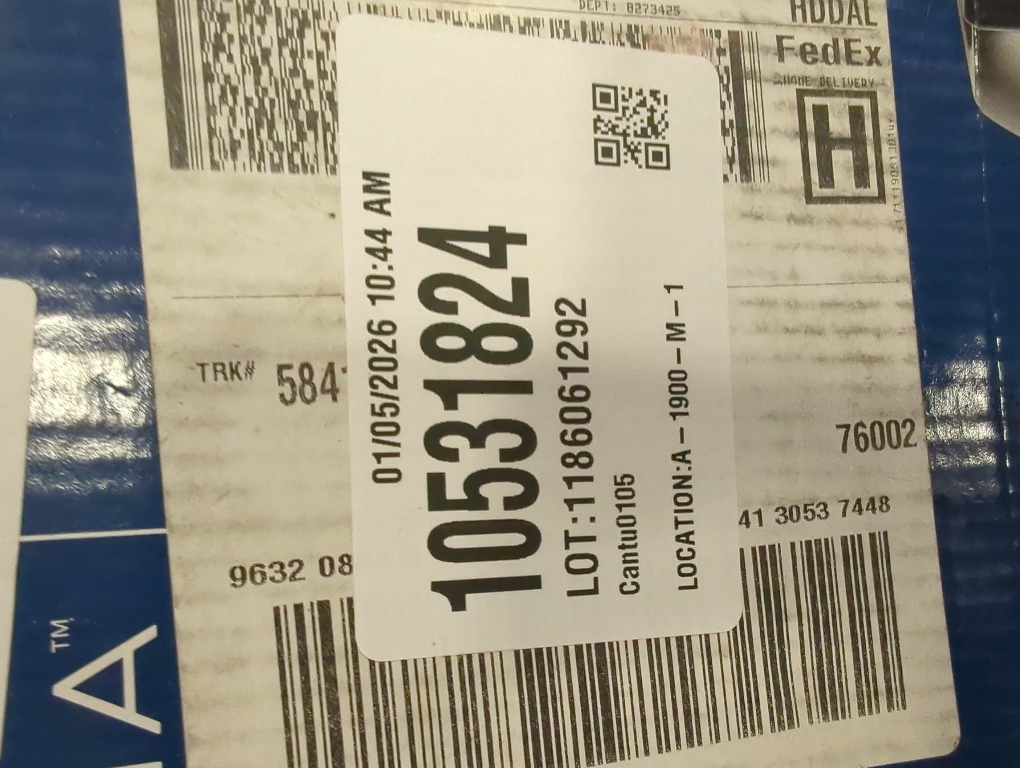 DEPT: 8273425
HDDAL
FedEx
HOME DELIVERY
H
TRK# 584
76002
9632 08
41 3053 7448
01/05/2026 10:44 AM
10531824
LOT:1186061292
Cantu0105
LOCATION:A-1900-M-1
A™